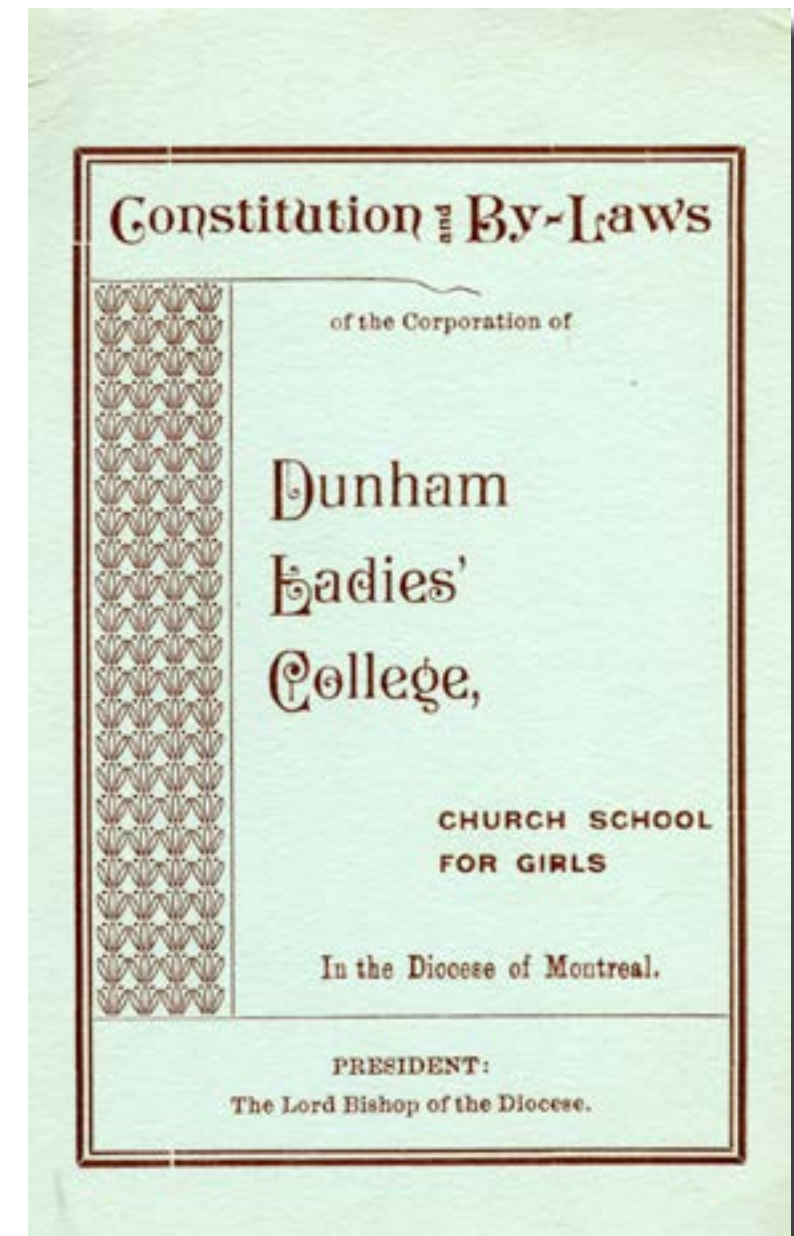 Constitution and By-Laws
of the Corporation of
Dunham
Ladies'
College,
CHURCH SCHOOL
FOR GIRLS
In the Diocese of Montreal.
PRESIDENT:
The Lord Bishop of the Diocese.